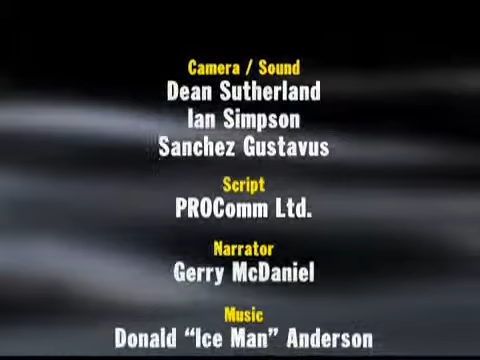 Camera / Sound
Dean Sutherland
Ian Simpson
Sanchez Gustavus
Script
PROComm Ltd.
Narrator
Gerry McDaniel
Music
Donald “Ice Man” Anderson